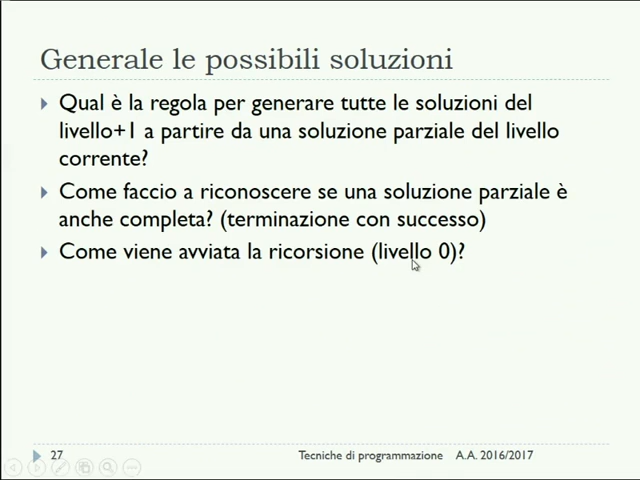 Generale le possibili soluzioni
Qual è la regola per generare tutte le soluzioni del
livello+1 a partire da una soluzione parziale del livello
corrente?
Come faccio a riconoscere se una soluzione parziale è
anche completa? (terminazione con successo)
Come viene avviata la ricorsione (livello 0)?
27
Tecniche di programmazione A.A. 2016/2017